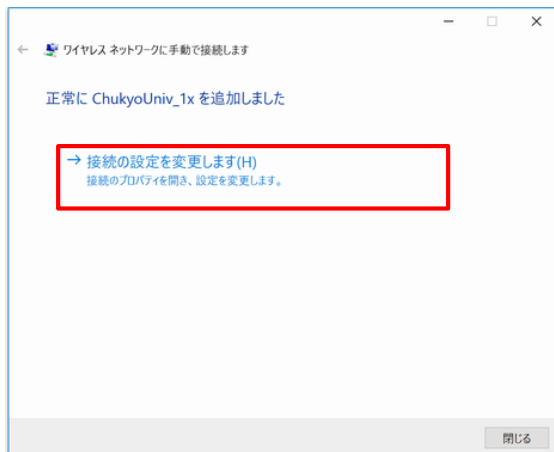 ワイヤレス ネットワークに手動で接続します
正常に ChukyoUniv_1x を追加しました
→ 接続の設定を変更します(H)
接続のプロパティを開き、設定を変更します。
閉じる